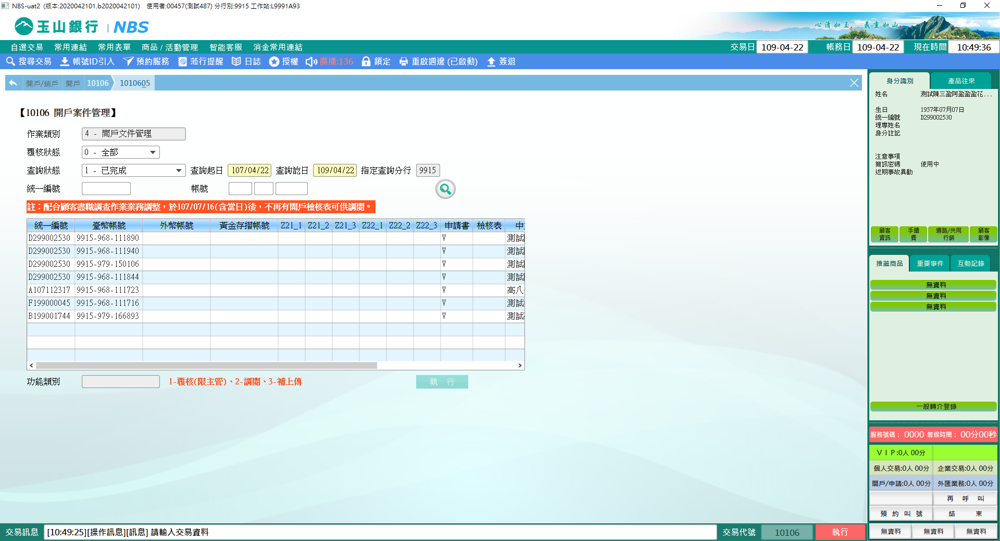 NBS-uat2 (版本:2020042101.b2020042101) 使用者:00457(測試487) 分行別:9915 工作站:L9991A93
玉山銀行 | NBS
心清如玉 義重如山
自選交易 常用連結 常用表單 商品 / 活動管理 智能客服 消金常用連結 交易日 109-04-22 帳務日 109-04-22 現在時間 10:49:36
搜尋交易 帳號ID引入 預約服務 蒞行提醒 日誌 授權 廣播:136 鎖定 重啟週邊 (已啟動) 簽退
開戶/銷戶 開戶 10106 1010605
【10106 開戶案件管理】
作業類別 4 - 開戶文件管理
覆核狀態 0 - 全部
查詢狀態 1 - 已完成 查詢起日 107/04/22 查詢訖日 109/04/22 指定查詢分行 9915
統一編號 帳號
註：配合顧客盡職調查作業業務調整，於107/07/16(含當日)後，不再有開戶檢核表可供調閱。
統一編號 臺幣帳號 外幣帳號 黃金存摺帳號 Z21_1 Z21_2 Z21_3 Z22_1 Z22_2 Z22_3 申請書 檢核表 中
D299002530 9915-968-111890 V 測試
D299002530 9915-968-111940 V 測試
D299002530 9915-979-150106 V 測試
D299002530 9915-968-111844 V 測試
A107112317 9915-968-111723 V 高八
F199000045 9915-968-111716 V 測試
B199001744 9915-979-166893 V 測試
功能類別 1-覆核(限主管)、2-調閱、3-補上傳 執 行
身分識別 產品往來
姓名 測試陳三盈阿盈盈盈花...
生日 1957年07月07日
統一編號 D299002530
理專姓名
身分註記
注意事項
簡訊密碼 使用中
近期事故異動
顧客資訊 手續費 通路/共同行銷 顧客影像
推薦商品 重要事件 互動記錄
無資料
無資料
無資料
一般轉介登錄
服務號碼： 0000 等候時間： 00分00秒
ＶＩＰ:0人 00分
個人交易:0人 00分 企業交易:0人 00分
開戶/申請:0人 00分 外匯業務:0人 00分
再 呼 叫
預 約 叫 號 結 束
無資料 無資料 無資料
交易訊息 [10:49:25][操作訊息][訊息] 請輸入交易資料 交易代號 10106 執行